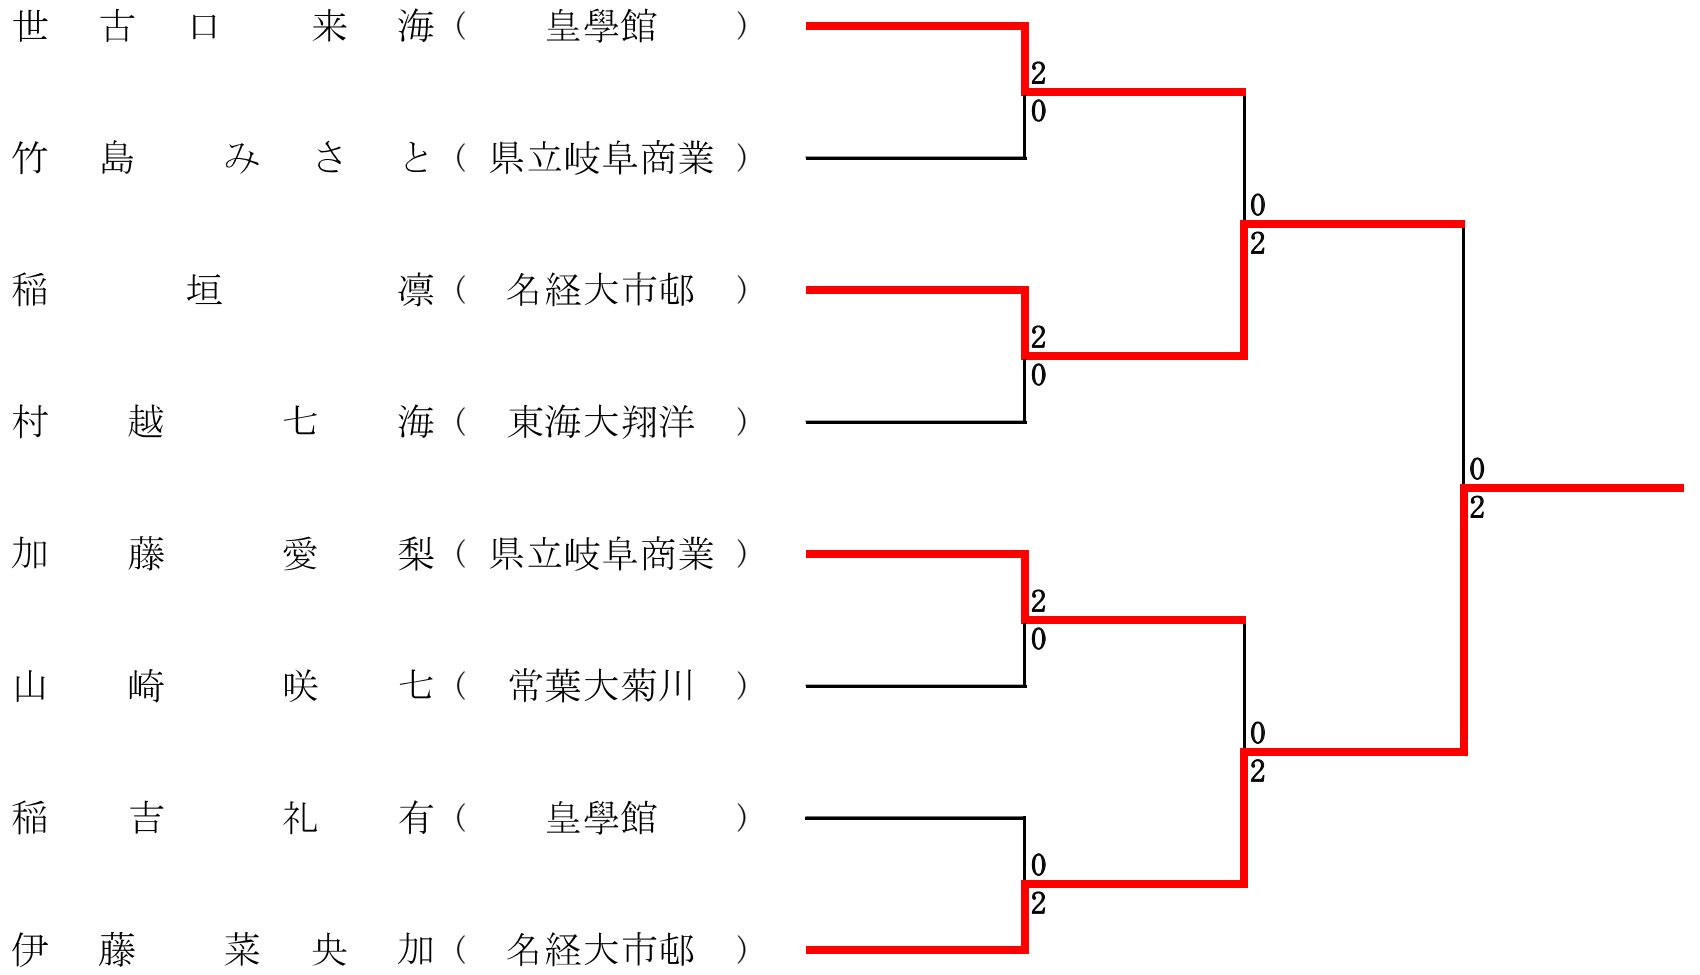 世古口 来海（ 皇學館 ）
2
0
竹島 みさと（ 県立岐阜商業 ）
0
2
稲垣 凛（ 名経大市邨 ）
2
0
村越 七海（ 東海大翔洋 ）
0
2
加藤 愛梨（ 県立岐阜商業 ）
2
0
山崎 咲七（ 常葉大菊川 ）
0
2
稲吉 礼有（ 皇學館 ）
0
2
伊藤 菜央加（ 名経大市邨 ）